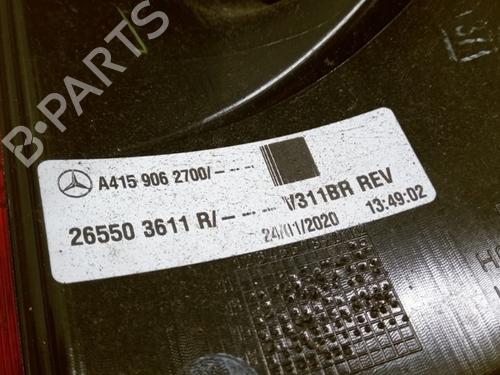 B-PARTS
A415 906 2700/- --- -
26550 3611 R/- --- - V311BR REV
24/01/2020 13:49:02